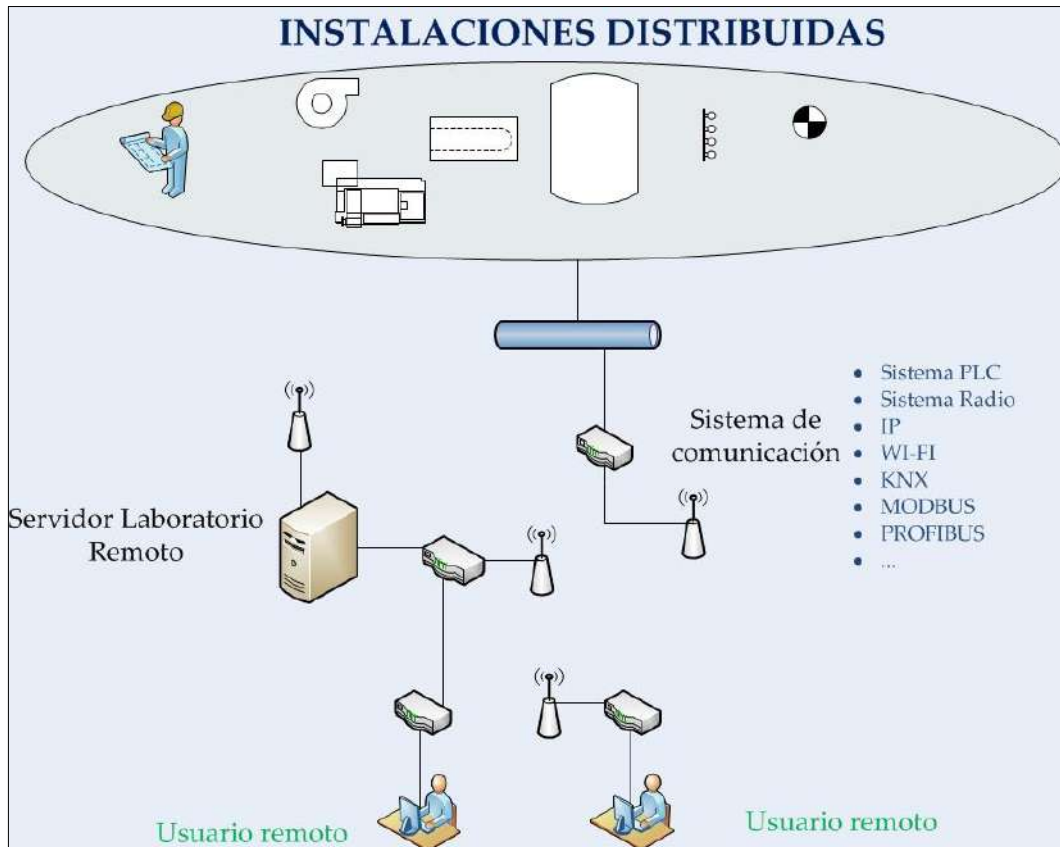 INSTALACIONES DISTRIBUIDAS
Sistema de
comunicación
• Sistema PLC
• Sistema Radio
• IP
• WI-FI
• KNX
• MODBUS
• PROFIBUS
• ...
Servidor Laboratorio
Remoto
Usuario remoto
Usuario remoto